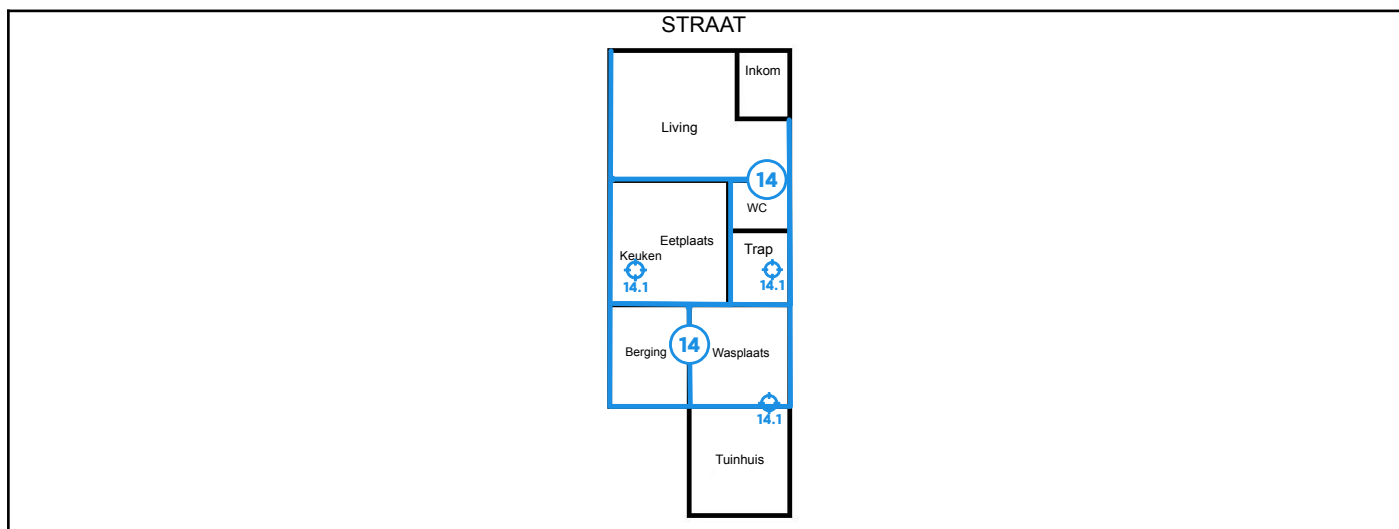 STRAAT
Inkom
Living
14
WC
Eetplaats
Trap
Keuken
14.1
14.1
14
Berging
Wasplaats
14.1
Tuinhuis